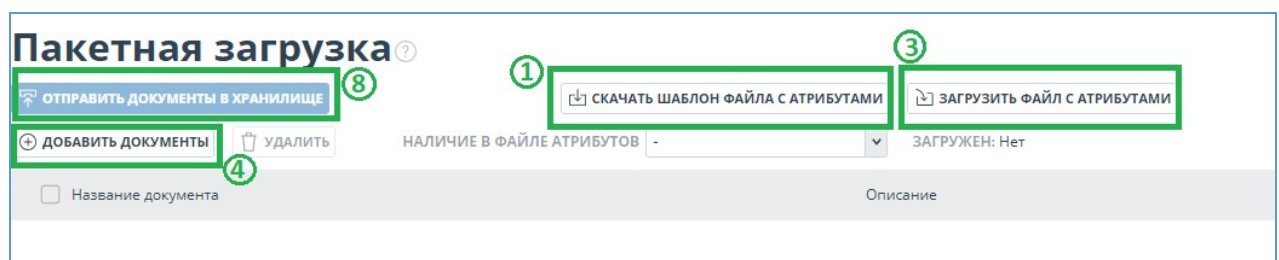 Пакетная загрузка ?
③
①
⑧
ОТПРАВИТЬ ДОКУМЕНТЫ В ХРАНИЛИЩЕ СКАЧАТЬ ШАБЛОН ФАЙЛА С АТРИБУТАМИ ЗАГРУЗИТЬ ФАЙЛ С АТРИБУТАМИ
ДОБАВИТЬ ДОКУМЕНТЫ УДАЛИТЬ НАЛИЧИЕ В ФАЙЛЕ АТРИБУТОВ - ЗАГРУЖЕН: Нет
④
Название документа Описание